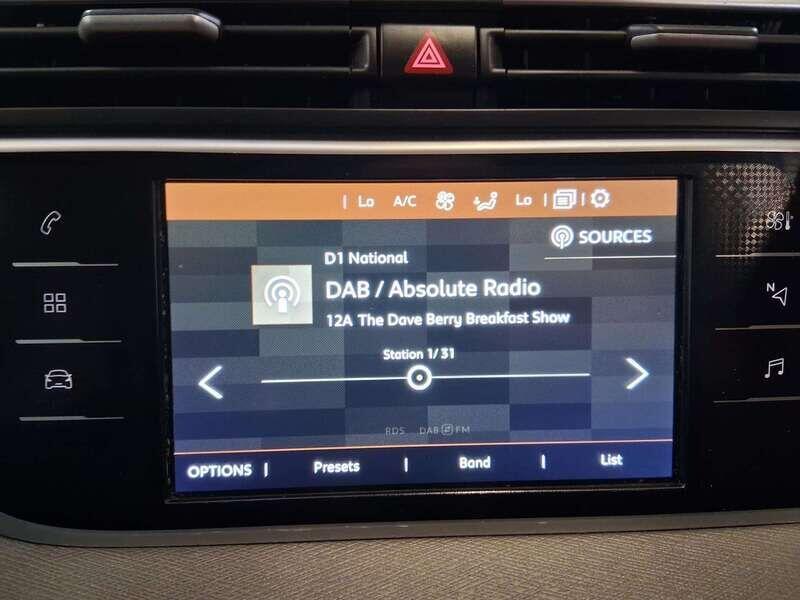 Lo A/C Lo
SOURCES
D1 National
DAB / Absolute Radio
12A The Dave Berry Breakfast Show
Station 1/31
RDS DAB FM
OPTIONS Presets Band List
N